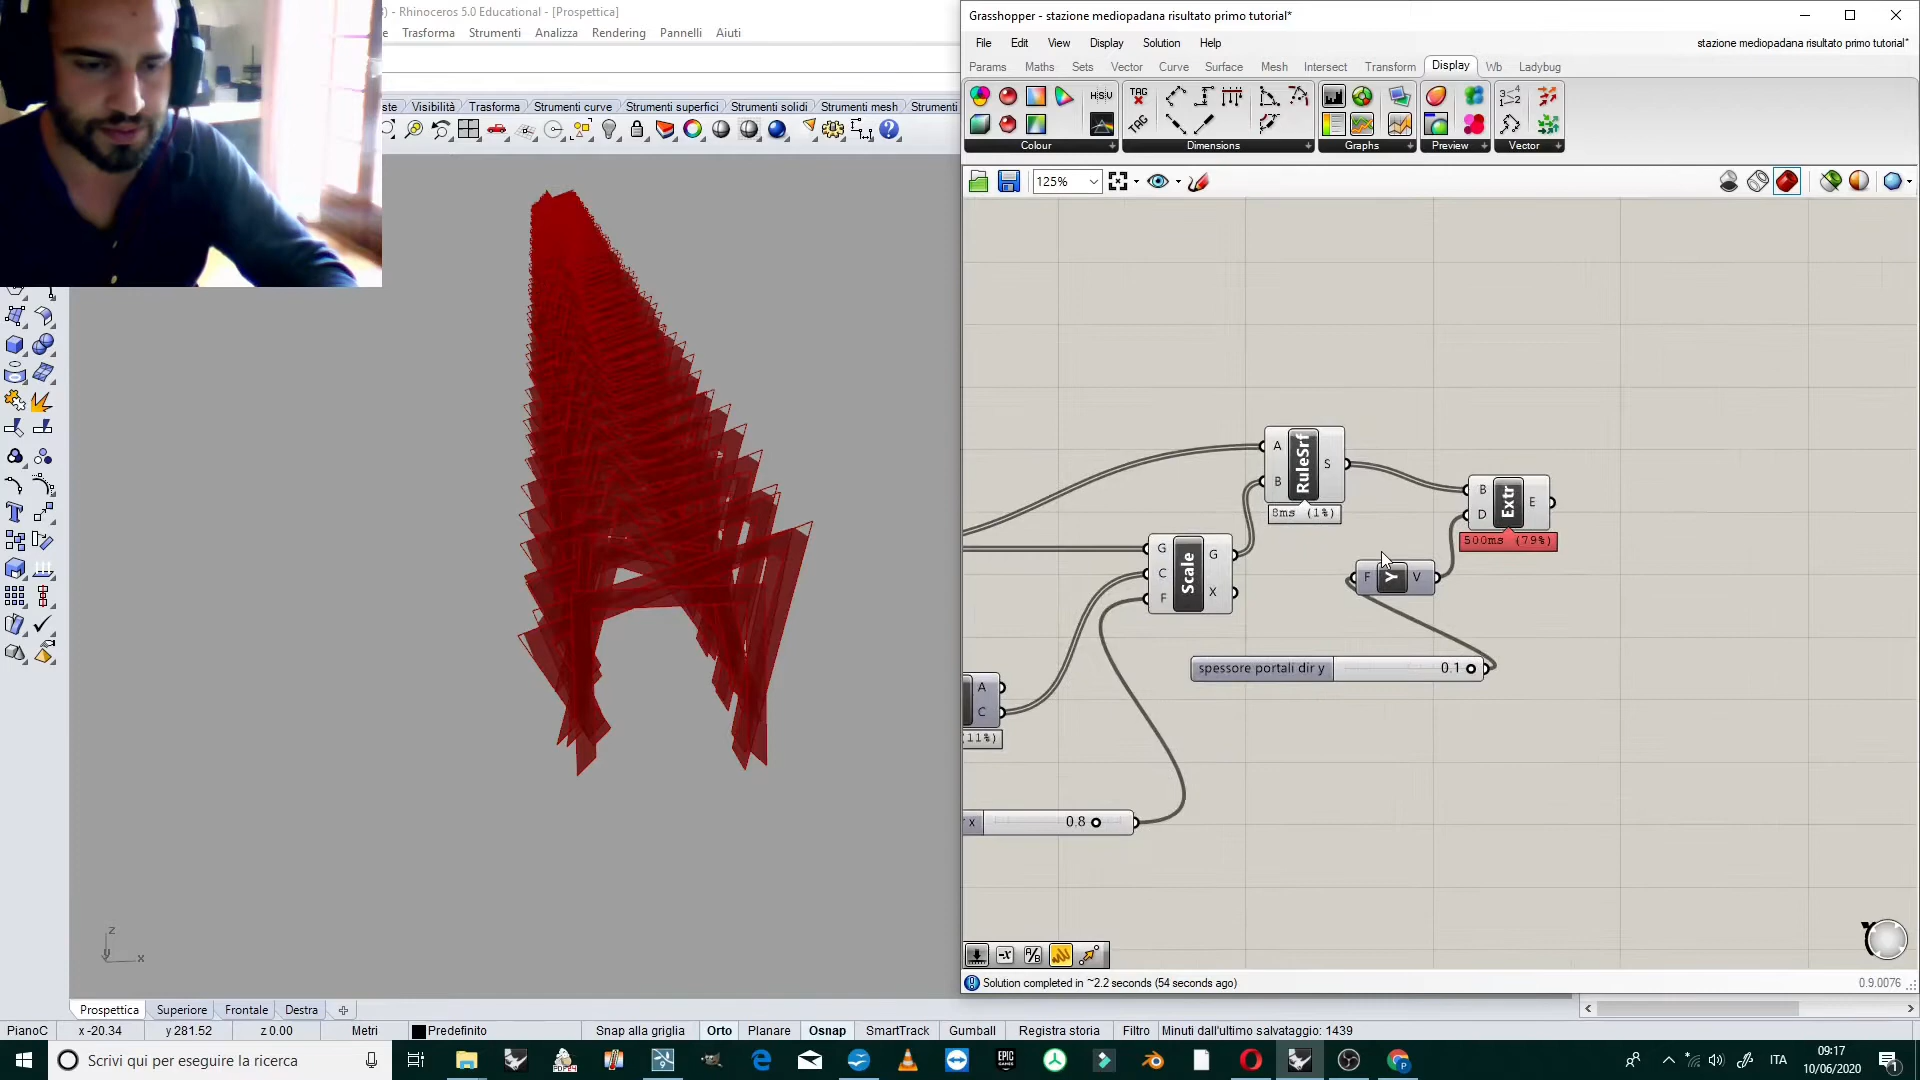 ) - Rhinoceros 5.0 Educational - [Prospettica]
Trasforma Strumenti Analizza Rendering Pannelli Aiuti
ste Visibilità Trasforma Strumenti curve Strumenti superfici Strumenti solidi Strumenti mesh Strumenti
Grasshopper - stazione mediopadana risultato primo tutorial*
File Edit View Display Solution Help
stazione mediopadana risultato primo tutorial*
Params Maths Sets Vector Curve Surface Mesh Intersect Transform Display Wb Ladybug
Colour Dimensions Graphs Preview Vector
125%
A B RuleSrf S
8ms (1%)
B D Extr E
500ms (79%)
G C F Scale G X
F Y V
spessore portali dir y 0.1
A
C
(11%)
x 0.8
z
y x
Solution completed in ~2.2 seconds (54 seconds ago)
0.9.0076
Prospettica Superiore Frontale Destra
PianoC x -20.34 y 281.52 z 0.00 Metri Predefinito Snap alla griglia Orto Planare Osnap SmartTrack Gumball Registra storia Filtro Minuti dall'ultimo salvataggio: 1439
Scrivi qui per eseguire la ricerca
ITA
09:17
10/06/2020